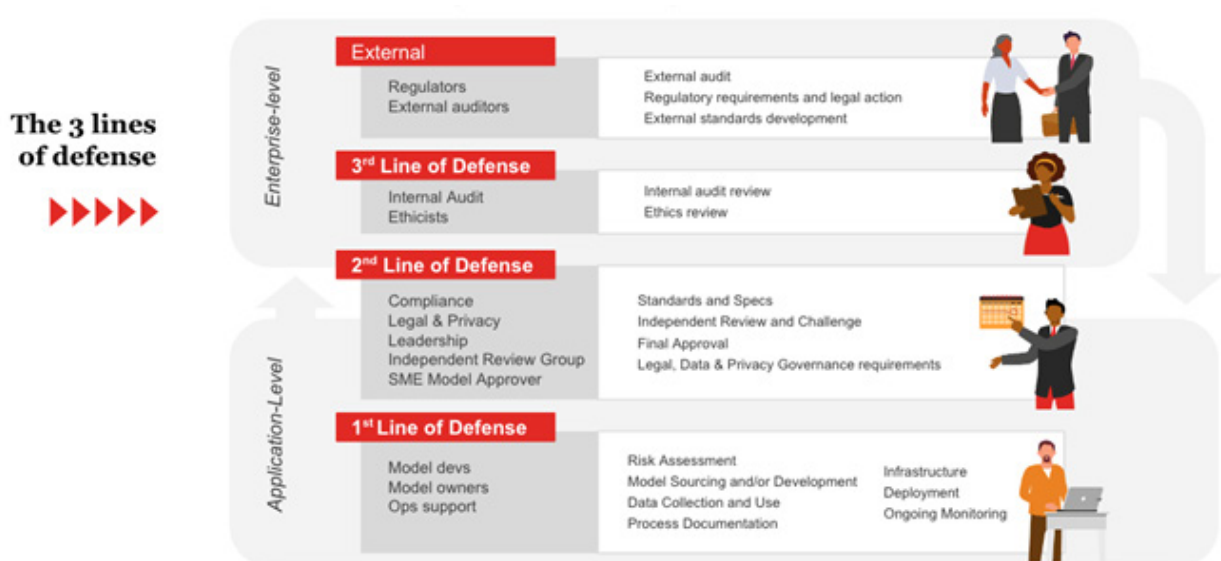 The 3 lines
of defense
Enterprise-level
External
Regulators
External auditors
External audit
Regulatory requirements and legal action
External standards development
3rd Line of Defense
Internal Audit
Ethicists
Internal audit review
Ethics review
2nd Line of Defense
Compliance
Legal & Privacy
Leadership
Independent Review Group
SME Model Approver
Standards and Specs
Independent Review and Challenge
Final Approval
Legal, Data & Privacy Governance requirements
Application-Level
1st Line of Defense
Model devs
Model owners
Ops support
Risk Assessment
Model Sourcing and/or Development
Data Collection and Use
Process Documentation
Infrastructure
Deployment
Ongoing Monitoring